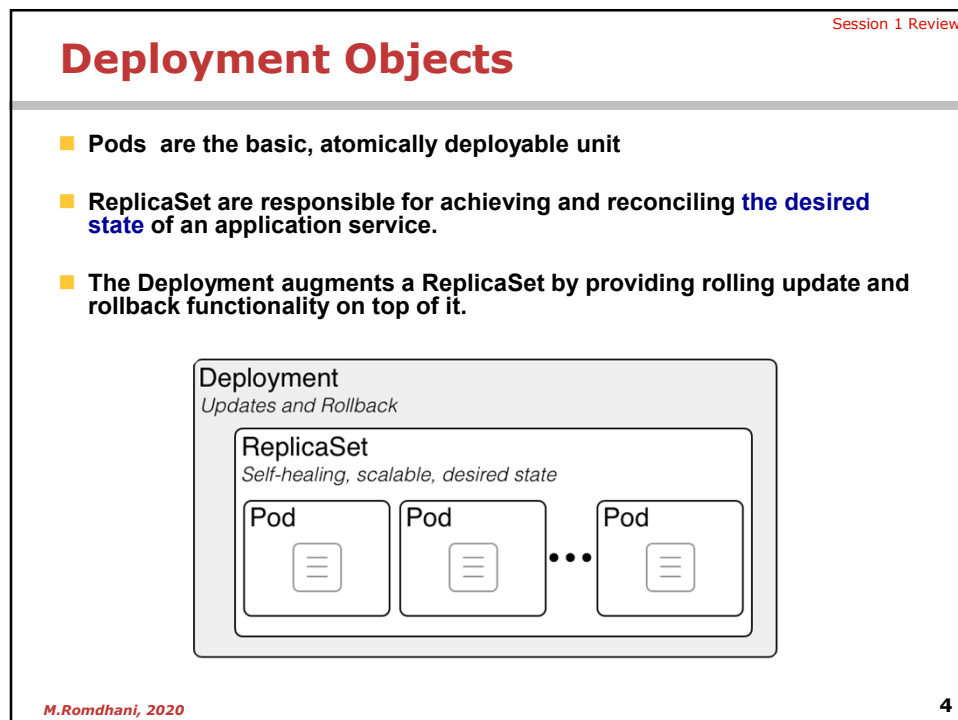 Session 1 Review
Deployment Objects
Pods are the basic, atomically deployable unit
ReplicaSet are responsible for achieving and reconciling the desired
state of an application service.
The Deployment augments a ReplicaSet by providing rolling update and
rollback functionality on top of it.
Deployment
Updates and Rollback
ReplicaSet
Self-healing, scalable, desired state
Pod
Pod
Pod
M.Romdhani, 2020
4